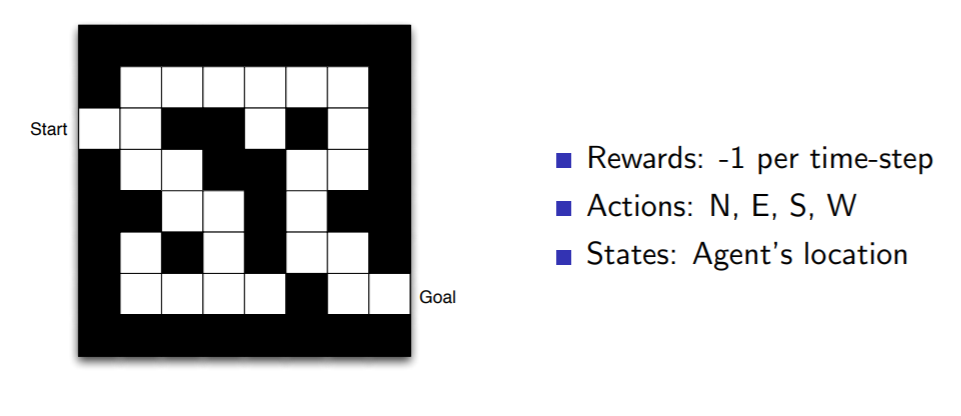 Start
Goal
Rewards: -1 per time-step
Actions: N, E, S, W
States: Agent's location